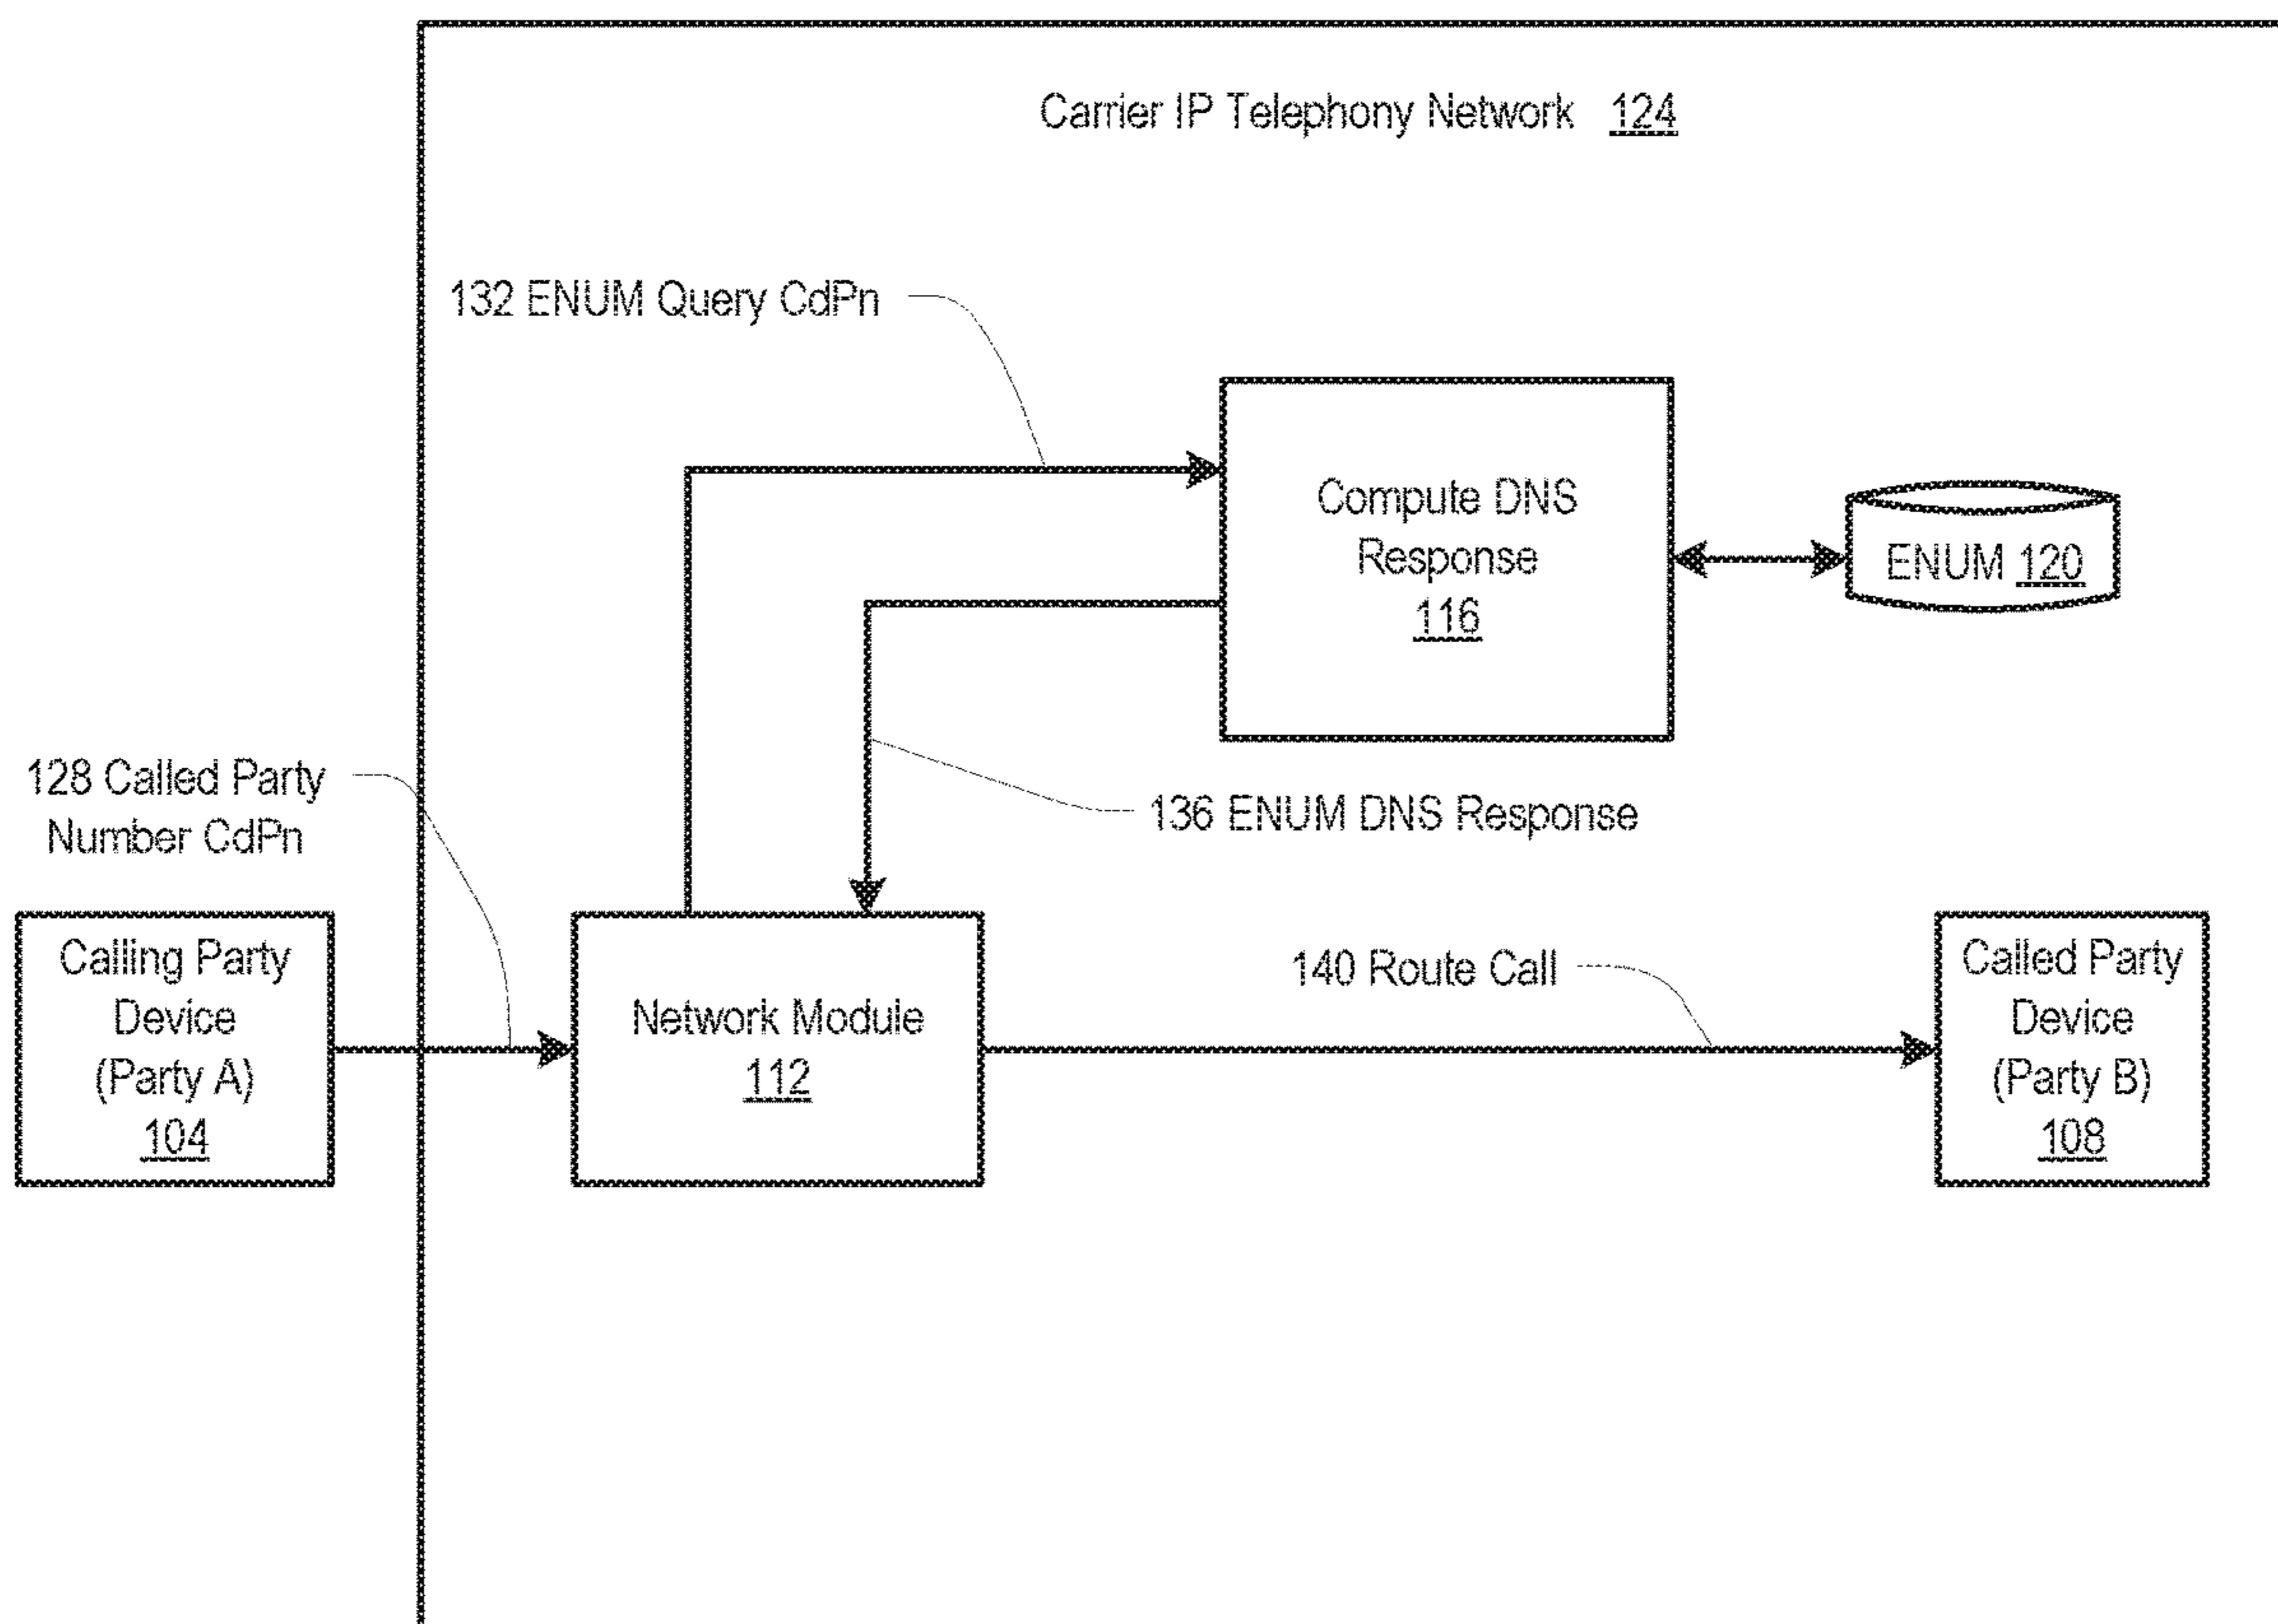 Carrier IP Telephony Network 124
132 ENUM Query CdPn
Compute DNS
Response
116
ENUM 120
128 Called Party
Number CdPn
136 ENUM DNS Response
Calling Party
Device
(Party A)
104
Network Module
112
140 Route Call
Called Party
Device
(Party B)
108